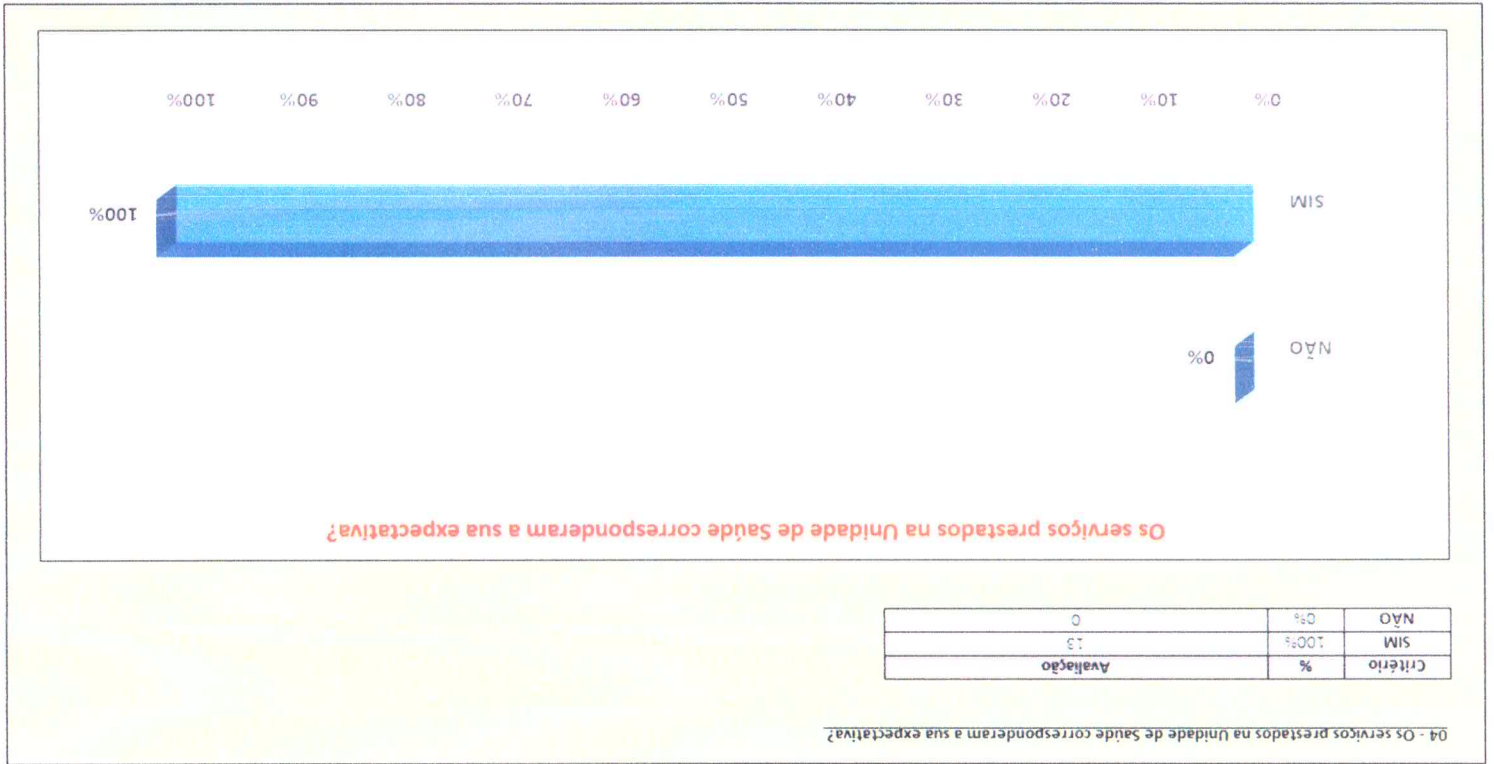 04 - Os serviços prestados na Unidade de Saúde corresponderam a sua expectativa?
Critério % Avaliação
SIM 100% 13
NÃO 0% 0
Os serviços prestados na Unidade de Saúde corresponderam a sua expectativa?
NÃO 0%
SIM 100%
0% 10% 20% 30% 40% 50% 60% 70% 80% 90% 100%